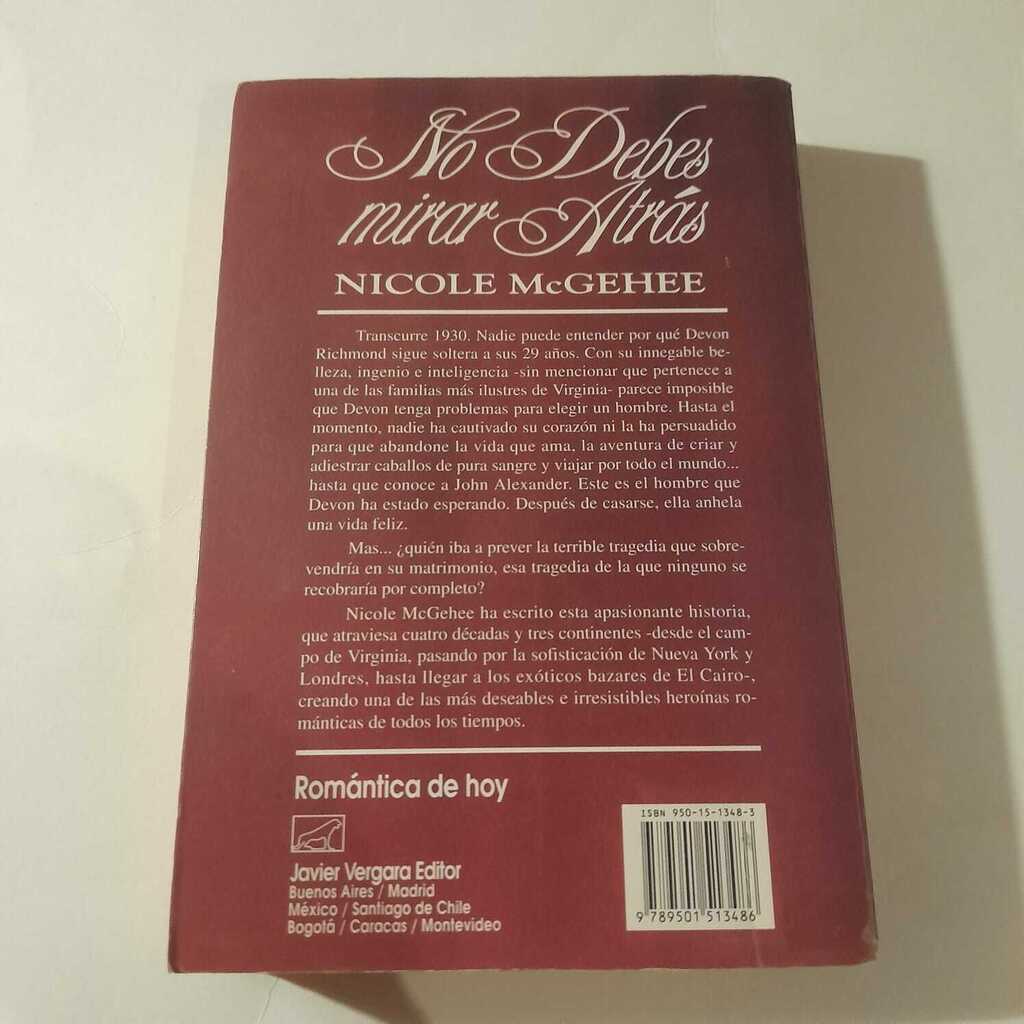 No Debes
mirar Atrás
NICOLE McGEHEE
Transcurre 1930. Nadie puede entender por qué Devon
Richmond sigue soltera a sus 29 años. Con su innegable be-
lleza, ingenio e inteligencia -sin mencionar que pertenece a
una de las familias más ilustres de Virginia- parece imposible
que Devon tenga problemas para elegir un hombre. Hasta el
momento, nadie ha cautivado su corazón ni la ha persuadido
para que abandone la vida que ama, la aventura de criar y
adiestrar caballos de pura sangre y viajar por todo el mundo...
hasta que conoce a John Alexander. Este es el hombre que
Devon ha estado esperando. Después de casarse, ella anhela
una vida feliz.
Mas... ¿quién iba a prever la terrible tragedia que sobre-
vendría en su matrimonio, esa tragedia de la que ninguno se
recobraría por completo?
Nicole McGehee ha escrito esta apasionante historia,
que atraviesa cuatro décadas y tres continentes -desde el cam-
po de Virginia, pasando por la sofisticación de Nueva York y
Londres, hasta llegar a los exóticos bazares de El Cairo-,
creando una de las más deseables e irresistibles heroínas ro-
mánticas de todos los tiempos.
Romántica de hoy
Javier Vergara Editor
Buenos Aires / Madrid
México / Santiago de Chile
Bogotá / Caracas / Montevideo
ISBN 950-15-1348-3
9 789501 513486